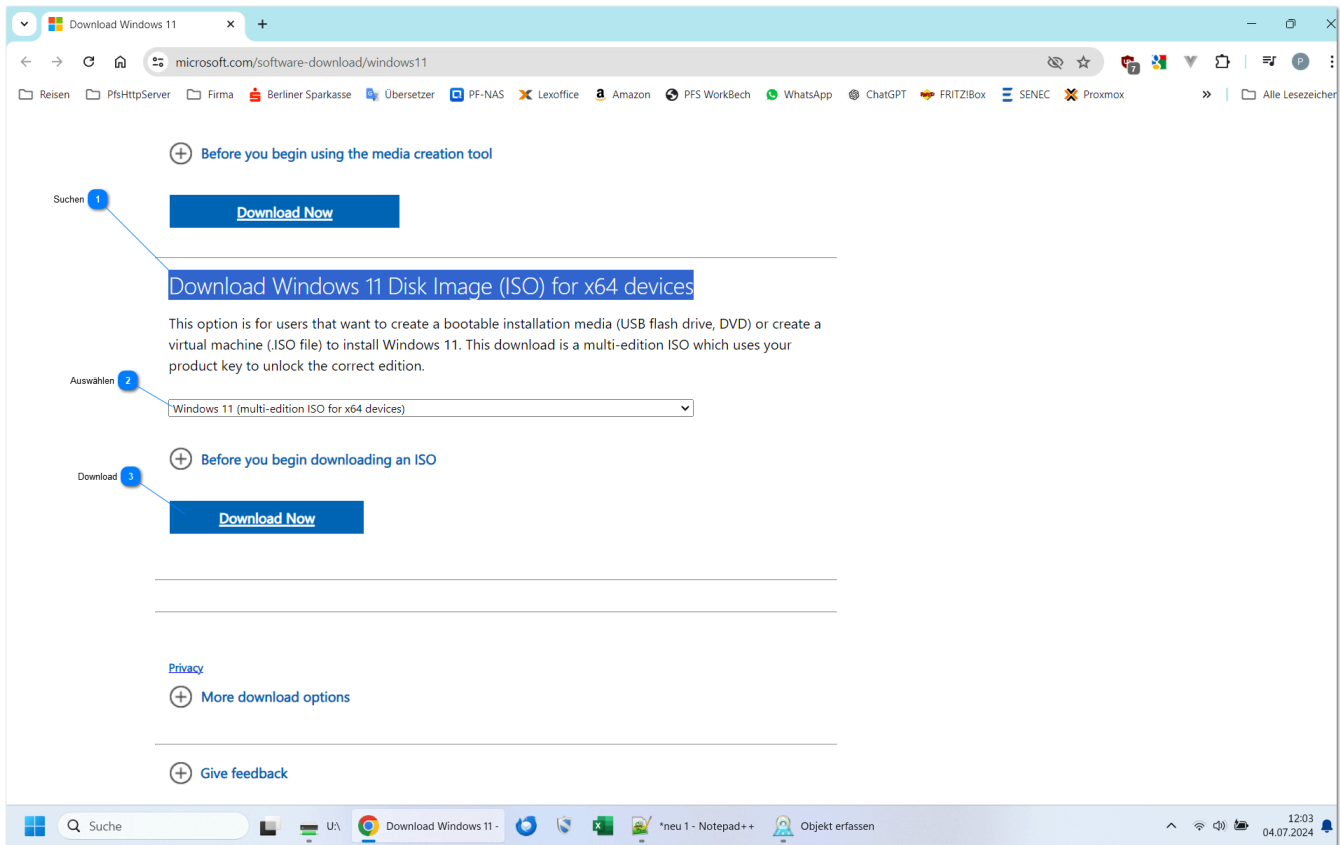 Download Windows 11
microsoft.com/software-download/windows11
7
P
Reisen PfsHttpServer Firma Berliner Sparkasse Übersetzer PF-NAS Lexoffice Amazon PFS WorkBech WhatsApp ChatGPT FRITZ!Box SENEC Proxmox » Alle Lesezeichen
Before you begin using the media creation tool
Suchen 1
Download Now
Download Windows 11 Disk Image (ISO) for x64 devices
This option is for users that want to create a bootable installation media (USB flash drive, DVD) or create a
virtual machine (.ISO file) to install Windows 11. This download is a multi-edition ISO which uses your
product key to unlock the correct edition.
Auswählen 2
Windows 11 (multi-edition ISO for x64 devices)
Before you begin downloading an ISO
Download 3
Download Now
Privacy
More download options
Give feedback
Suche U:\ Download Windows 11 - *neu 1 - Notepad++ Objekt erfassen
12:03
04.07.2024